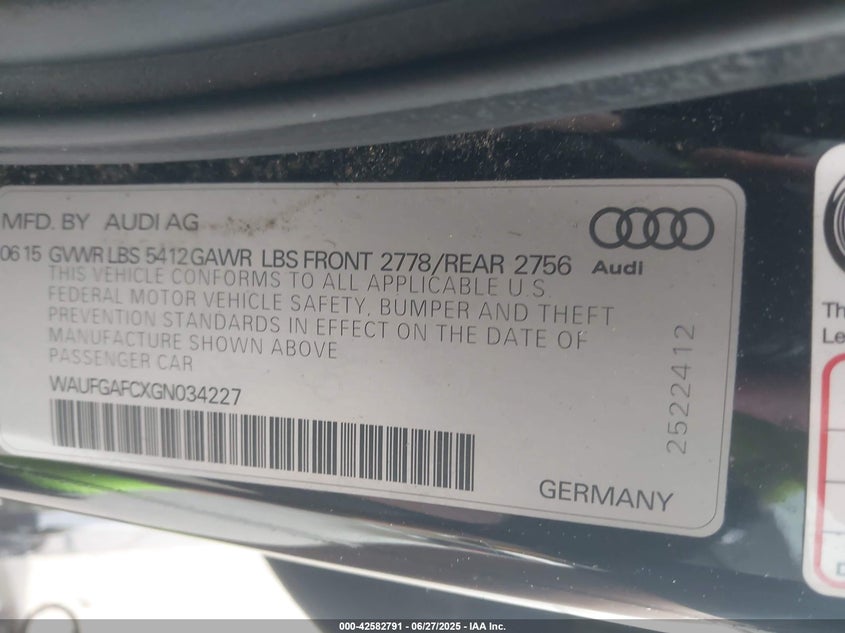 MFD. BY AUDI AG
06 15 GVWR LBS 5412 GAWR LBS FRONT 2778/REAR 2756
Audi
THIS VEHICLE CONFORMS TO ALL APPLICABLE U.S.
FEDERAL MOTOR VEHICLE SAFETY, BUMPER AND THEFT
PREVENTION STANDARDS IN EFFECT ON THE DATE OF
MANUFACTURE SHOWN ABOVE
PASSENGER CAR
WAUFGAFCXGN034227
2522412
GERMANY
Th
Le
D
000-42582791 - 06/27/2025 - IAA Inc.